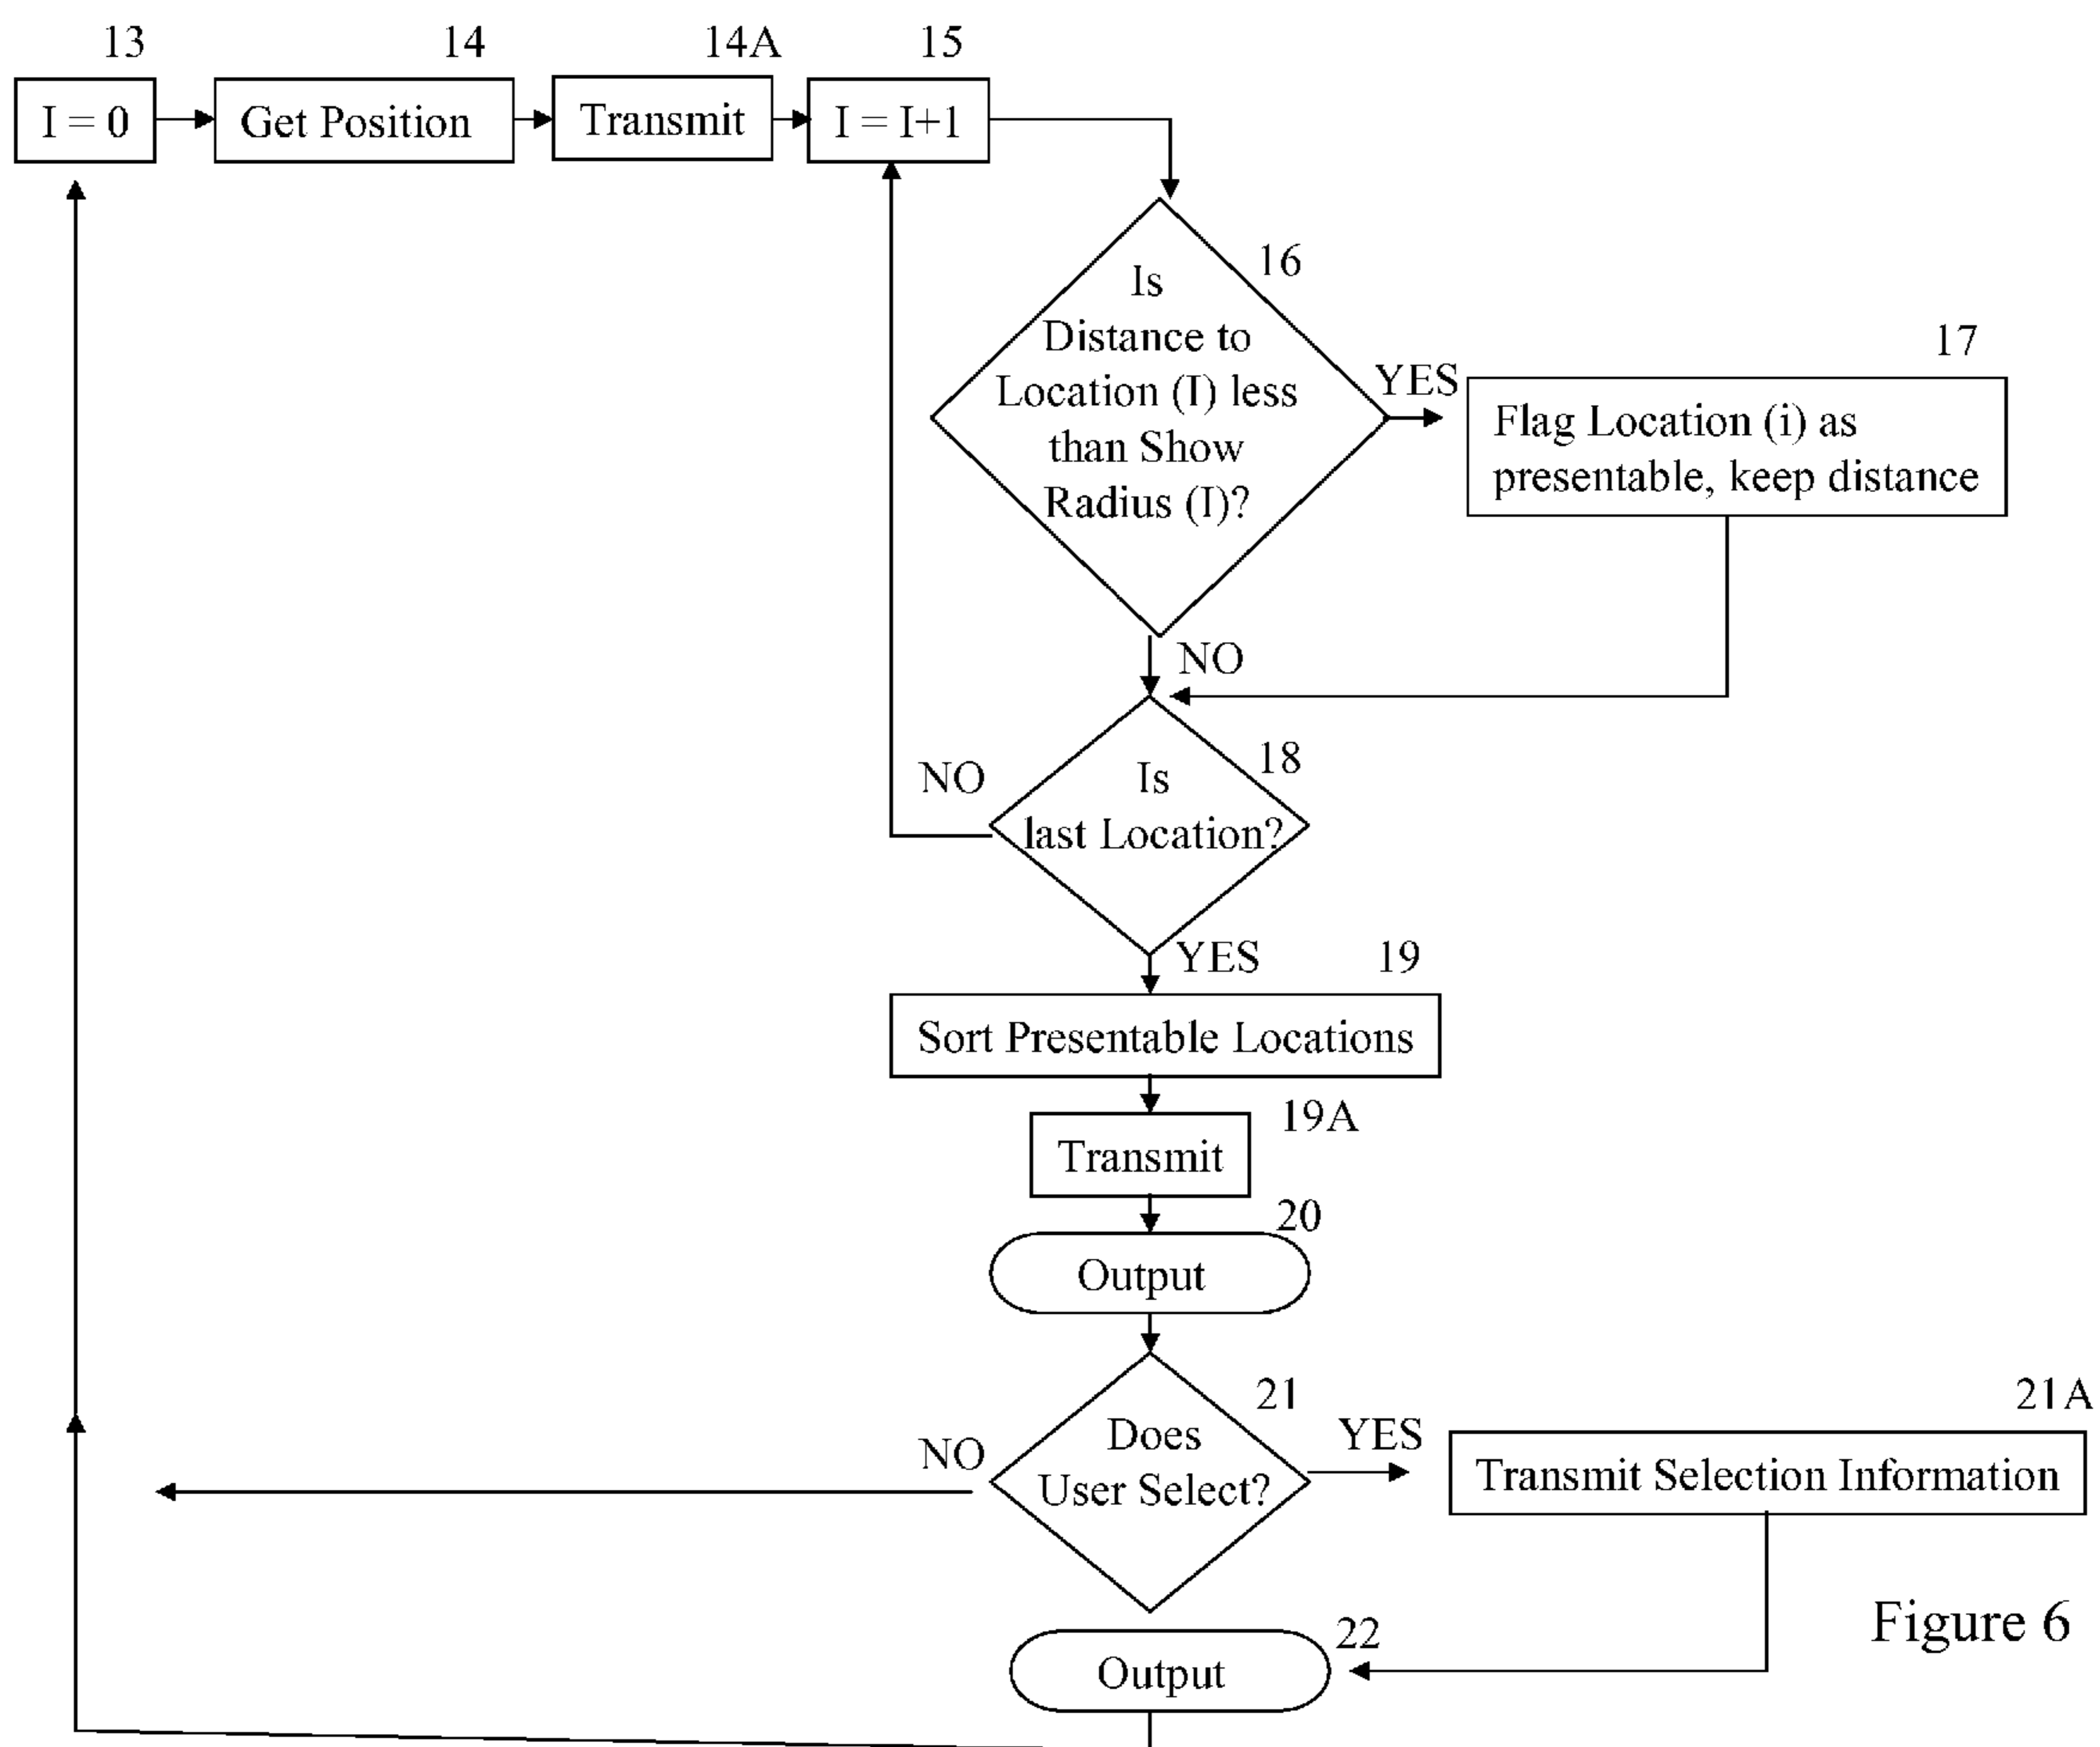 13
14
14A
15
I = 0
Get Position
Transmit
I = I+1
16
Is
Distance to
Location (I) less
than Show
Radius (I)?
YES
17
Flag Location (i) as
presentable, keep distance
NO
18
NO
Is
last Location?
YES
19
Sort Presentable Locations
19A
Transmit
20
Output
21
21A
NO
Does
User Select?
YES
Transmit Selection Information
Figure 6
22
Output